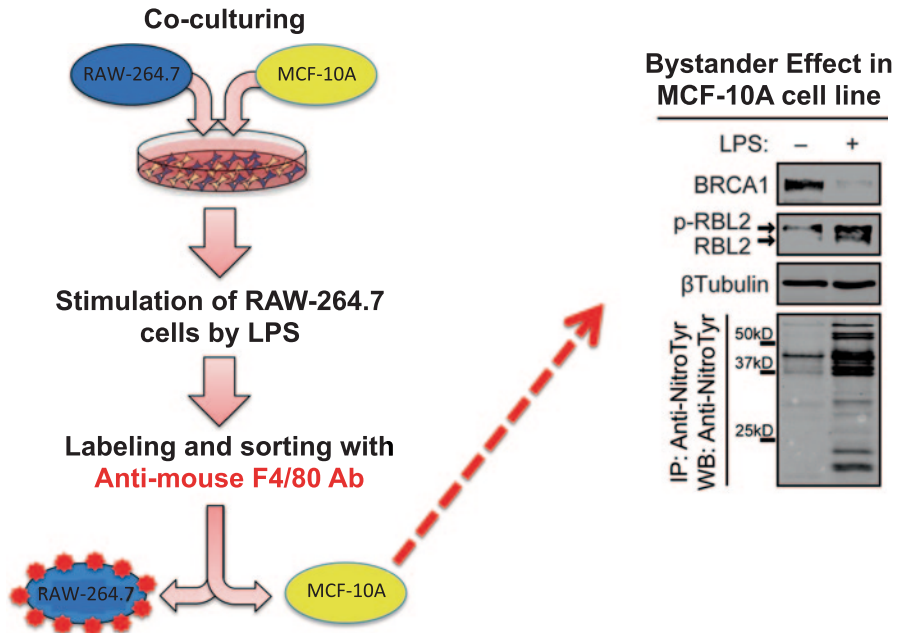 Co-culturing
RAW-264.7
MCF-10A
Stimulation of RAW-264.7
cells by LPS
Labeling and sorting with
Anti-mouse F4/80 Ab
RAW-264.7
MCF-10A
Bystander Effect in
MCF-10A cell line
LPS: – +
BRCA1
p-RBL2
RBL2
βTubulin
IP: Anti-NitroTyr
WB: Anti-NitroTyr
50kD
37kD
25kD